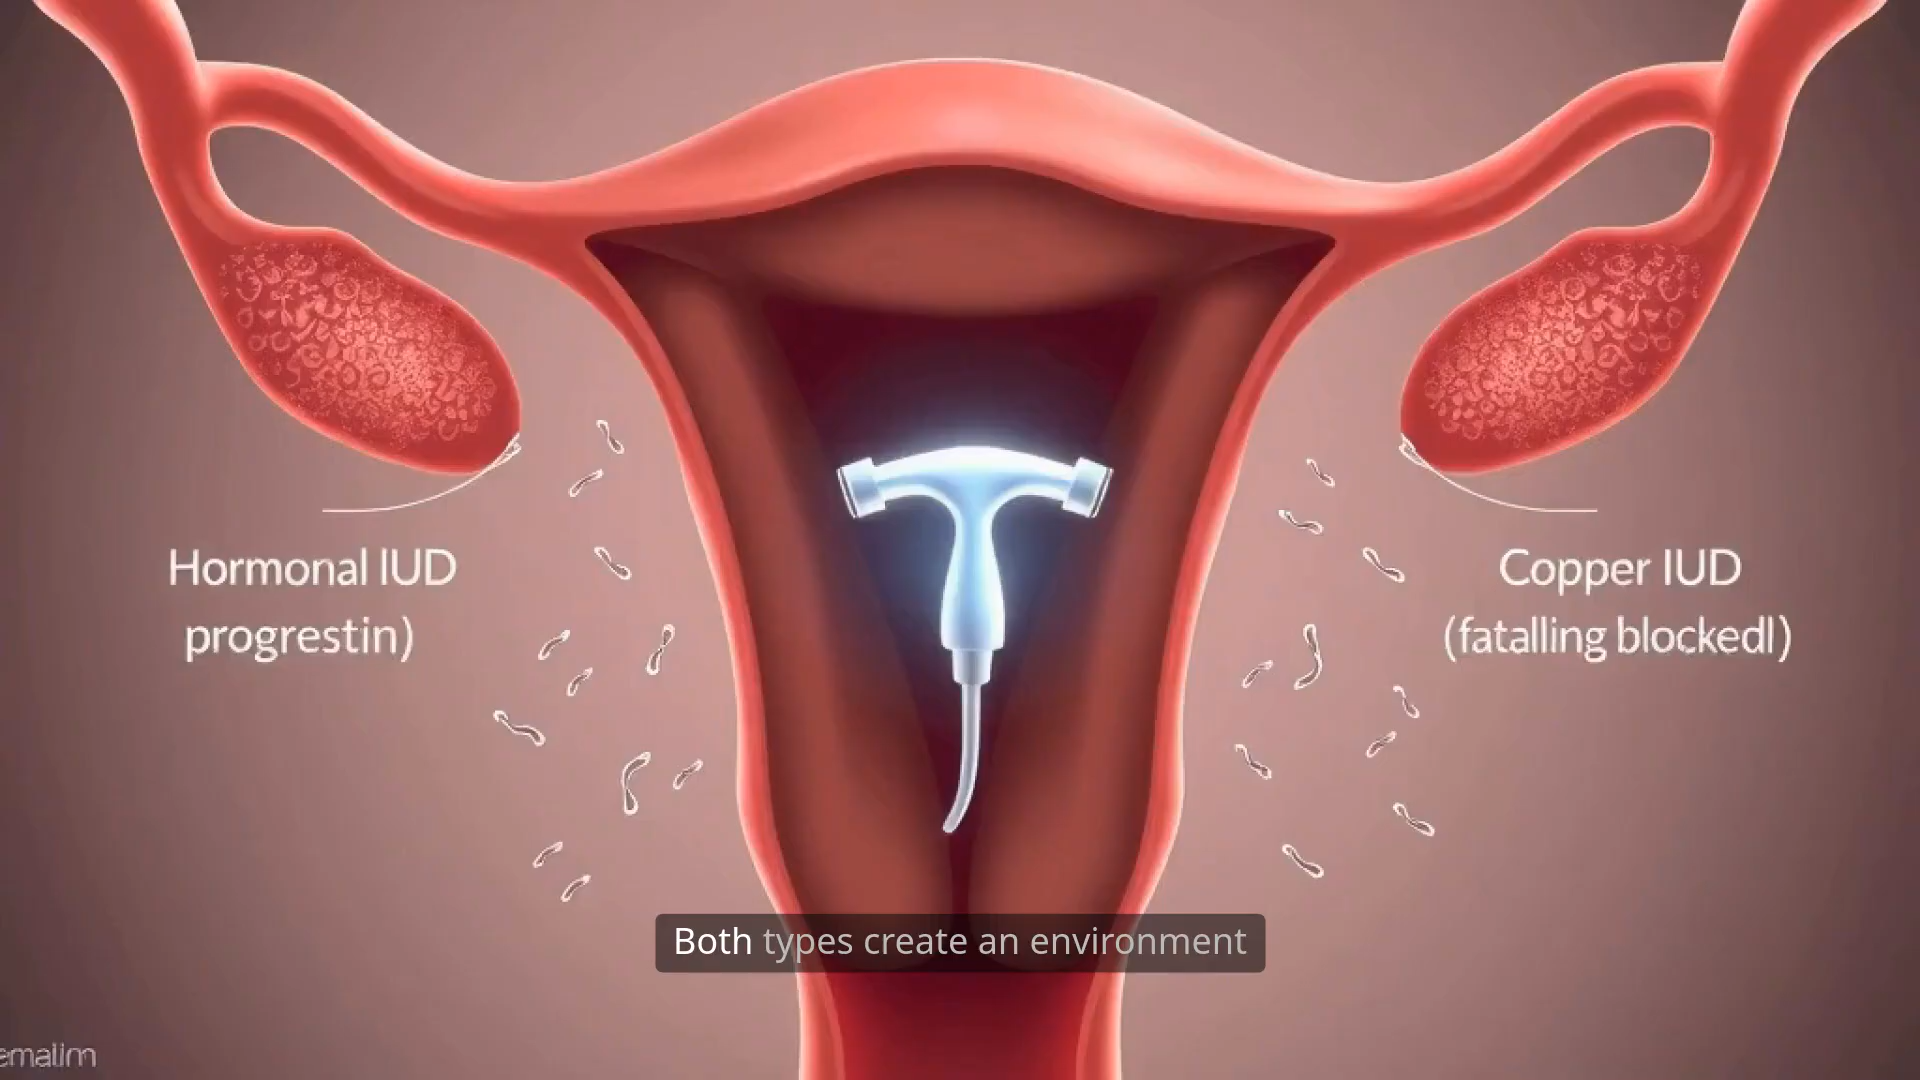 Hormonal IUD
progrestin)
Copper IUD
(fatalling blockedl)
Both types create an environment
emalim